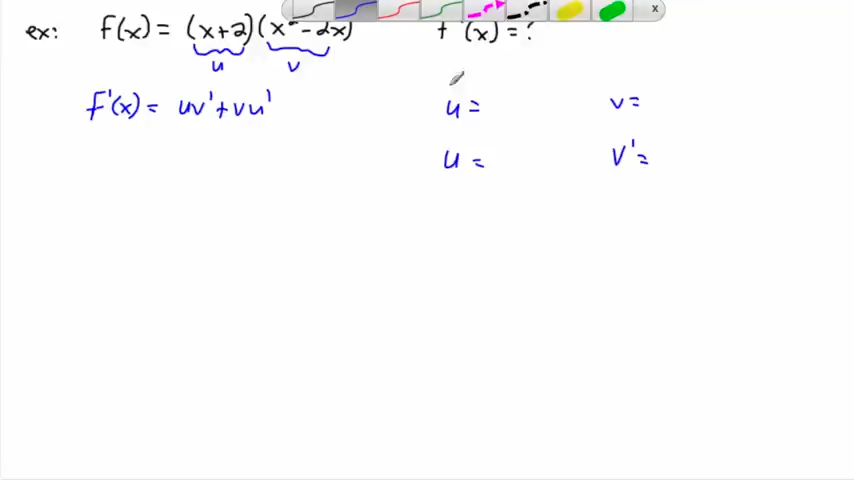 ex: f(x) = (x+2)(x²-2x) f'(x) = ?
u v
f'(x) = uv' + vu' u = v =
u = v' =